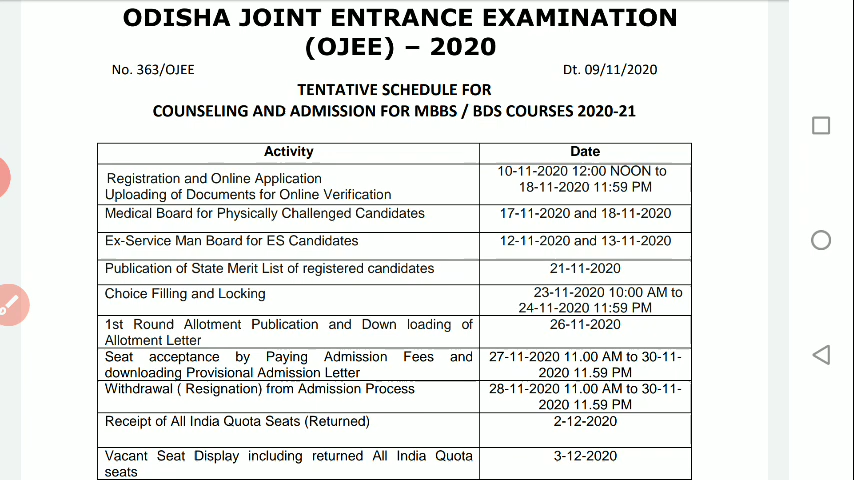 ODISHA JOINT ENTRANCE EXAMINATION
(OJEE) – 2020
No. 363/OJEE Dt. 09/11/2020
TENTATIVE SCHEDULE FOR
COUNSELING AND ADMISSION FOR MBBS / BDS COURSES 2020-21
Activity Date
Registration and Online Application 10-11-2020 12:00 NOON to
Uploading of Documents for Online Verification 18-11-2020 11:59 PM
Medical Board for Physically Challenged Candidates 17-11-2020 and 18-11-2020
Ex-Service Man Board for ES Candidates 12-11-2020 and 13-11-2020
Publication of State Merit List of registered candidates 21-11-2020
Choice Filling and Locking 23-11-2020 10:00 AM to
24-11-2020 11:59 PM
1st Round Allotment Publication and Down loading of 26-11-2020
Allotment Letter
Seat acceptance by Paying Admission Fees and 27-11-2020 11.00 AM to 30-11-
downloading Provisional Admission Letter 2020 11.59 PM
Withdrawal ( Resignation) from Admission Process 28-11-2020 11.00 AM to 30-11-
2020 11.59 PM
Receipt of All India Quota Seats (Returned) 2-12-2020
Vacant Seat Display including returned All India Quota 3-12-2020
seats